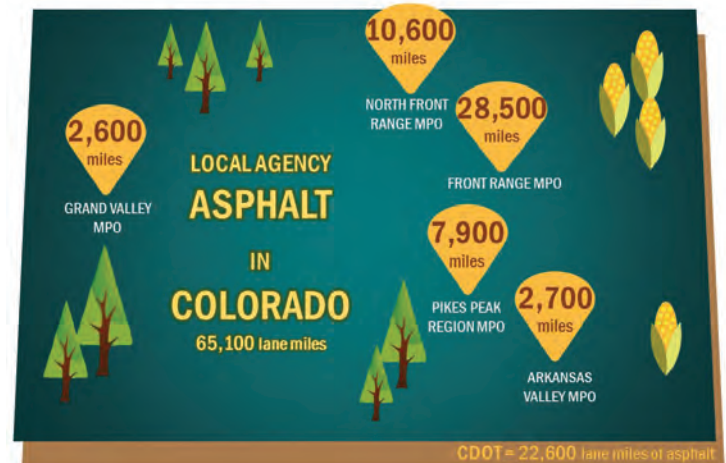 10,600
miles
NORTH FRONT
RANGE MPO
28,500
miles
FRONT RANGE MPO
2,600
miles
GRAND VALLEY
MPO
LOCAL AGENCY
ASPHALT
IN
COLORADO
65,100 lane miles
7,900
miles
PIKES PEAK
REGION MPO
2,700
miles
ARKANSAS
VALLEY MPO
CDOT = 22,600 lane miles of asphalt